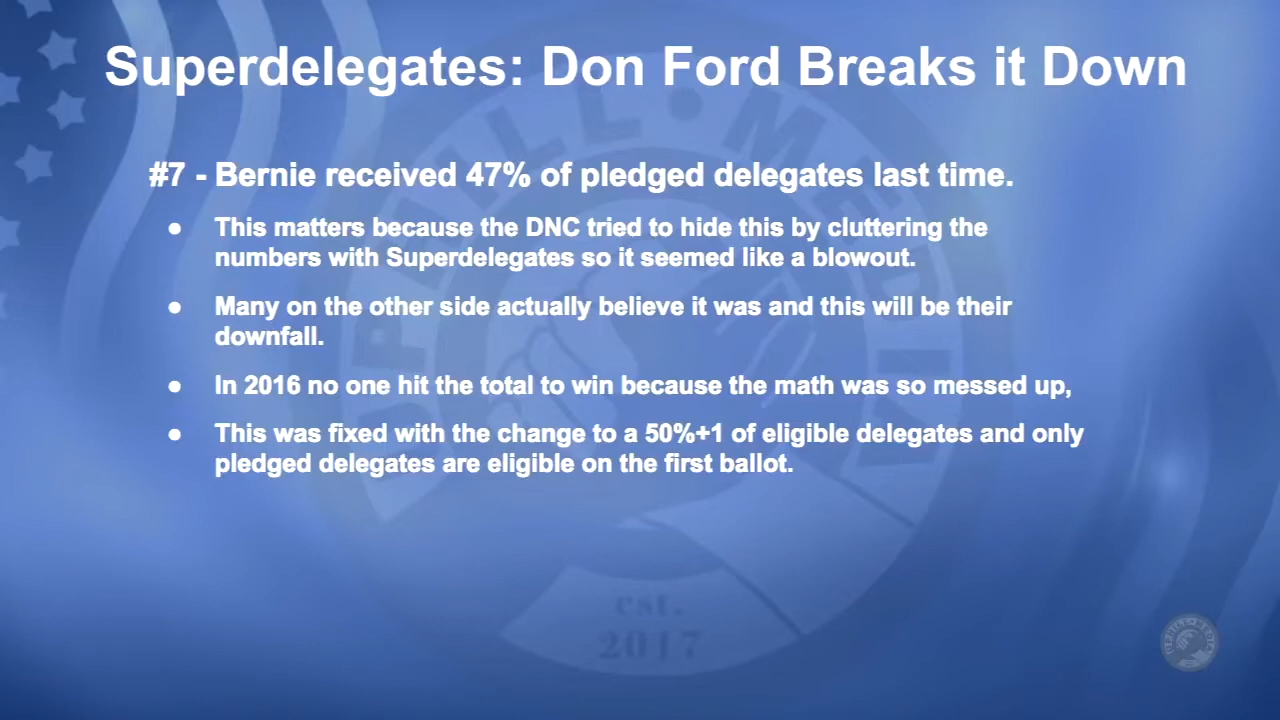 Superdelegates: Don Ford Breaks it Down
#7 - Bernie received 47% of pledged delegates last time.
● This matters because the DNC tried to hide this by cluttering the
numbers with Superdelegates so it seemed like a blowout.
● Many on the other side actually believe it was and this will be their
downfall.
● In 2016 no one hit the total to win because the math was so messed up,
● This was fixed with the change to a 50%+1 of eligible delegates and only
pledged delegates are eligible on the first ballot.
UPHILL • MEDIA
est.
2017
UPHILL • MEDIA